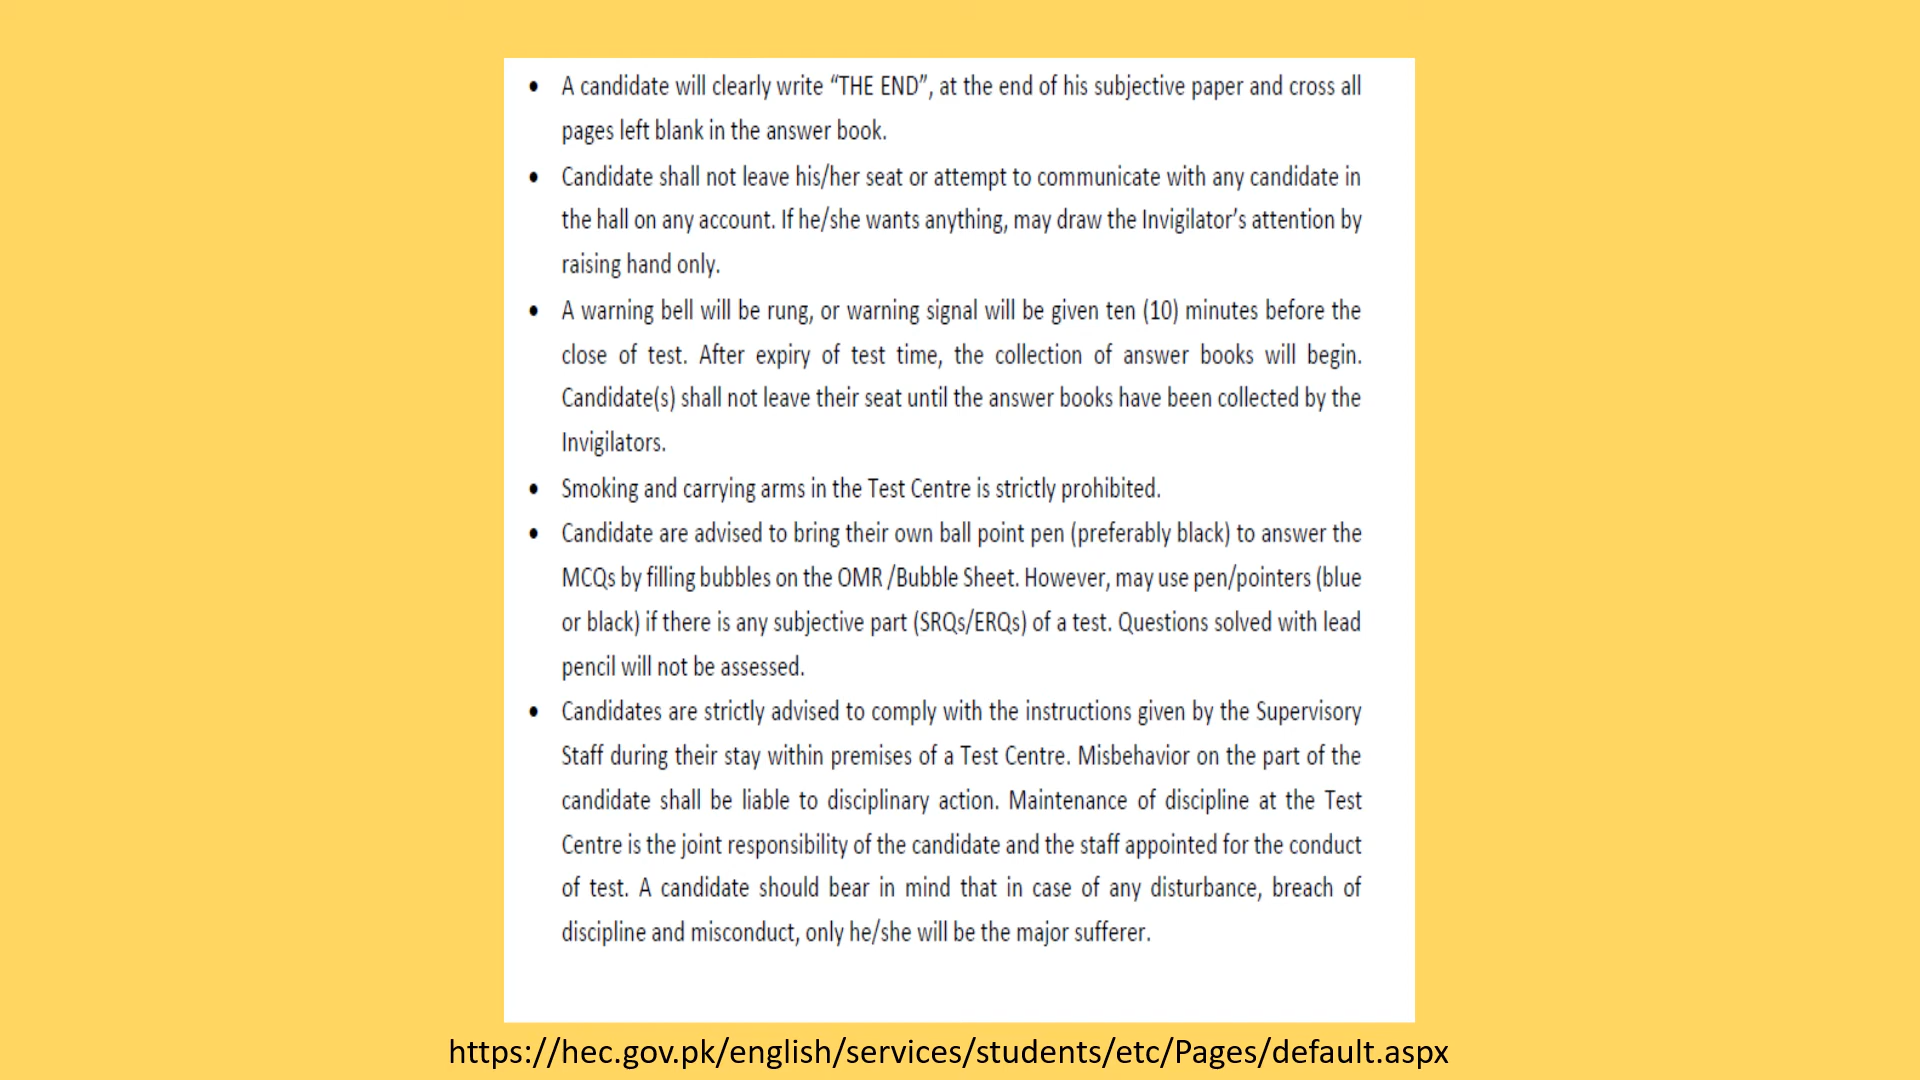 • A candidate will clearly write “THE END”, at the end of his subjective paper and cross all
pages left blank in the answer book.
• Candidate shall not leave his/her seat or attempt to communicate with any candidate in
the hall on any account. If he/she wants anything, may draw the Invigilator’s attention by
raising hand only.
• A warning bell will be rung, or warning signal will be given ten (10) minutes before the
close of test. After expiry of test time, the collection of answer books will begin.
Candidate(s) shall not leave their seat until the answer books have been collected by the
Invigilators.
• Smoking and carrying arms in the Test Centre is strictly prohibited.
• Candidate are advised to bring their own ball point pen (preferably black) to answer the
MCQs by filling bubbles on the OMR /Bubble Sheet. However, may use pen/pointers (blue
or black) if there is any subjective part (SRQs/ERQs) of a test. Questions solved with lead
pencil will not be assessed.
• Candidates are strictly advised to comply with the instructions given by the Supervisory
Staff during their stay within premises of a Test Centre. Misbehavior on the part of the
candidate shall be liable to disciplinary action. Maintenance of discipline at the Test
Centre is the joint responsibility of the candidate and the staff appointed for the conduct
of test. A candidate should bear in mind that in case of any disturbance, breach of
discipline and misconduct, only he/she will be the major sufferer.
https://hec.gov.pk/english/services/students/etc/Pages/default.aspx